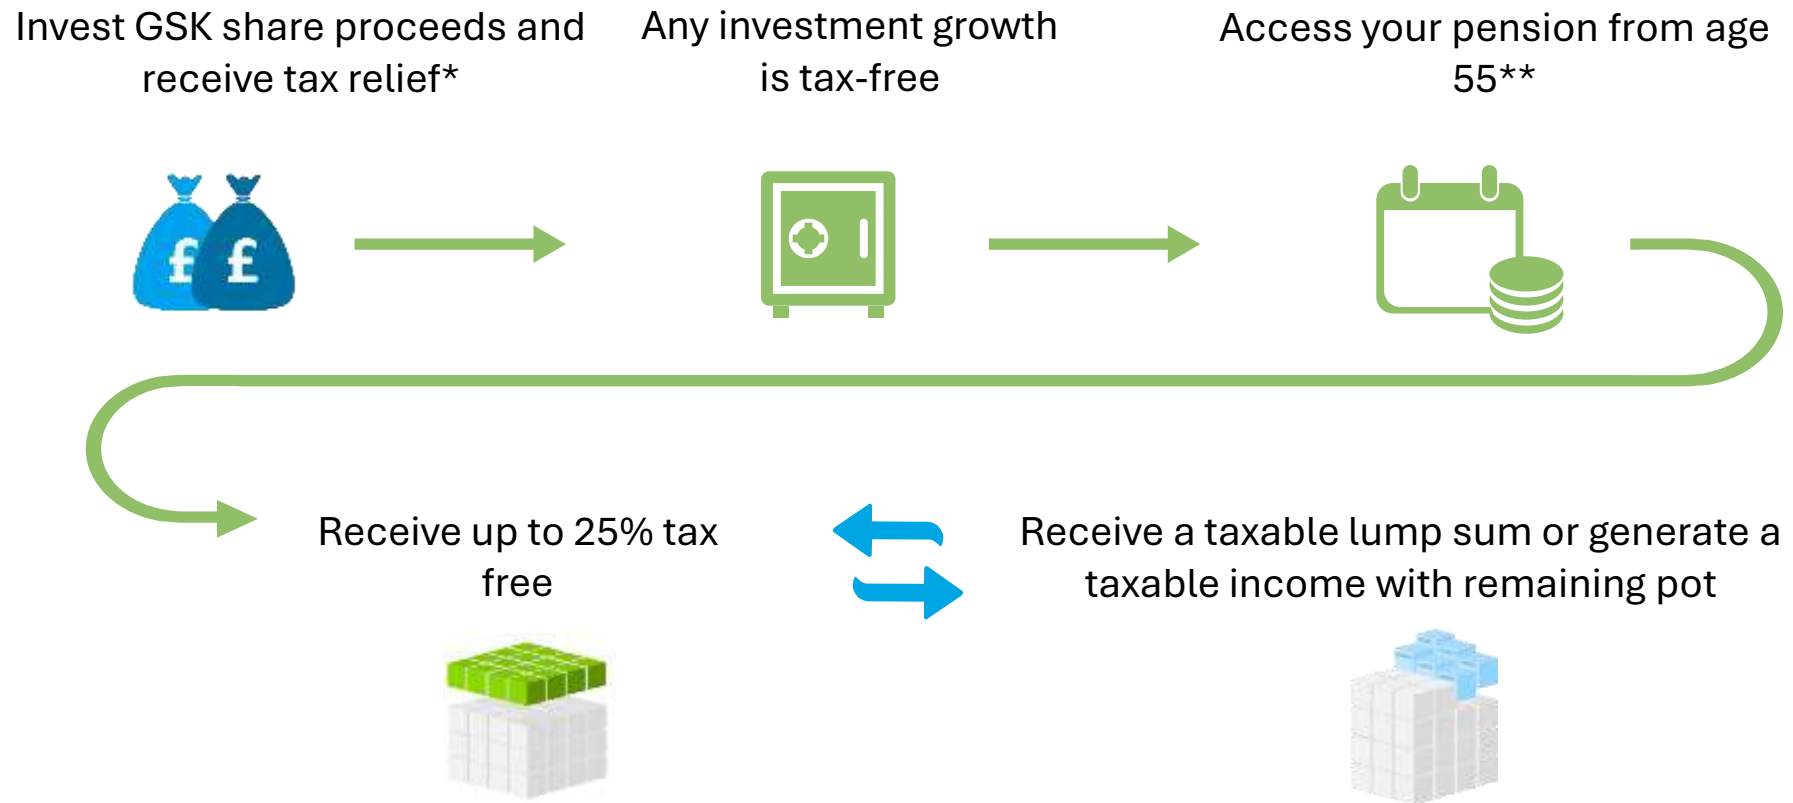 Invest GSK share proceeds and
receive tax relief*
Any investment growth
is tax-free
Access your pension from age
55**
£
£
Receive up to 25% tax
free
Receive a taxable lump sum or generate a
taxable income with remaining pot